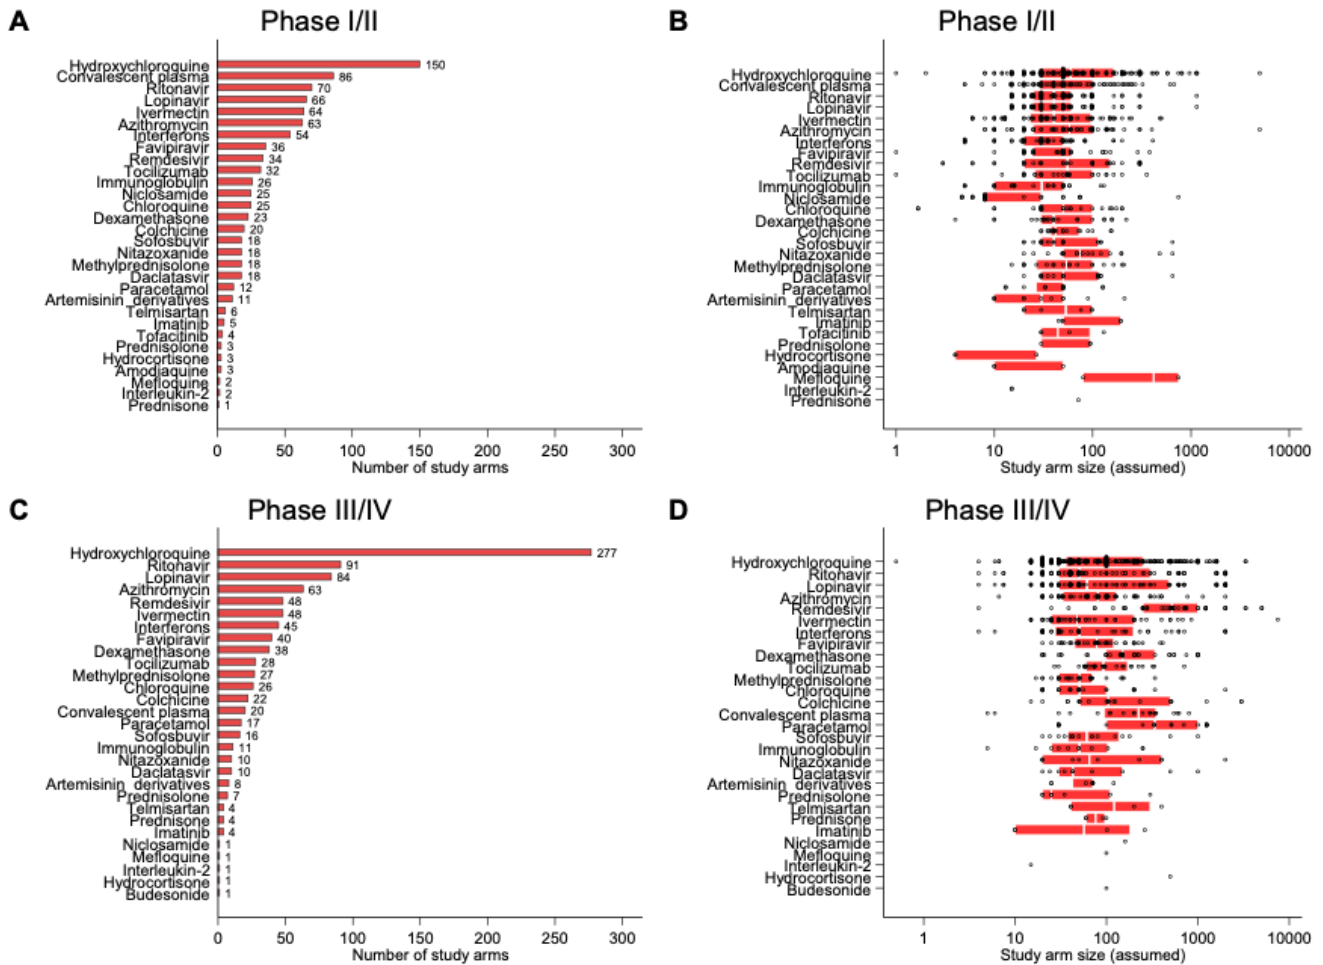 A Phase I/II
Hydroxychloroquine 150
Convalescent plasma 86
Ritonavir 70
Lopinavir 66
Ivermectin 64
Azithromycin 63
Interferons 54
Favipiravir 36
Remdesivir 34
Tocilizumab 32
Immunoglobulin 26
Niclosamide 25
Chloroquine 25
Dexamethasone 23
Colchicine 20
Sofosbuvir 18
Nitazoxanide 18
Methylprednisolone 18
Daclatasvir 18
Paracetamol 12
Artemisinin derivatives 11
Telmisartan 6
Imatinib 5
Tofacitinib 4
Prednisolone 3
Hydrocortisone 3
Amodiaquine 3
Mefloquine 2
Interleukin-2 2
Prednisone 1
0 50 100 150 200 250 300
Number of study arms
B Phase I/II
Hydroxychloroquine
Convalescent plasma
Ritonavir
Lopinavir
Ivermectin
Azithromycin
Interferons
Favipiravir
Remdesivir
Tocilizumab
Immunoglobulin
Niclosamide
Chloroquine
Dexamethasone
Colchicine
Sofosbuvir
Nitazoxanide
Methylprednisolone
Daclatasvir
Paracetamol
Artemisinin derivatives
Telmisartan
Imatinib
Tofacitinib
Prednisolone
Hydrocortisone
Amodiaquine
Mefloquine
Interleukin-2
Prednisone
1 10 100 1000 10000
Study arm size (assumed)
C Phase III/IV
Hydroxychloroquine 277
Ritonavir 91
Lopinavir 84
Azithromycin 63
Remdesivir 48
Ivermectin 48
Interferons 45
Favipiravir 40
Dexamethasone 38
Tocilizumab 28
Methylprednisolone 27
Chloroquine 26
Colchicine 22
Convalescent plasma 20
Paracetamol 17
Sofosbuvir 16
Immunoglobulin 11
Nitazoxanide 10
Daclatasvir 10
Artemisinin derivatives 8
Prednisolone 7
Telmisartan 4
Prednisone 4
Imatinib 4
Niclosamide 1
Mefloquine 1
Interleukin-2 1
Hydrocortisone 1
Budesonide 1
0 50 100 150 200 250 300
Number of study arms
D Phase III/IV
Hydroxychloroquine
Ritonavir
Lopinavir
Azithromycin
Remdesivir
Ivermectin
Interferons
Favipiravir
Dexamethasone
Tocilizumab
Methylprednisolone
Chloroquine
Colchicine
Convalescent plasma
Paracetamol
Sofosbuvir
Immunoglobulin
Nitazoxanide
Daclatasvir
Artemisinin derivatives
Prednisolone
Telmisartan
Prednisone
Imatinib
Niclosamide
Mefloquine
Interleukin-2
Hydrocortisone
Budesonide
1 10 100 1000 10000
Study arm size (assumed)